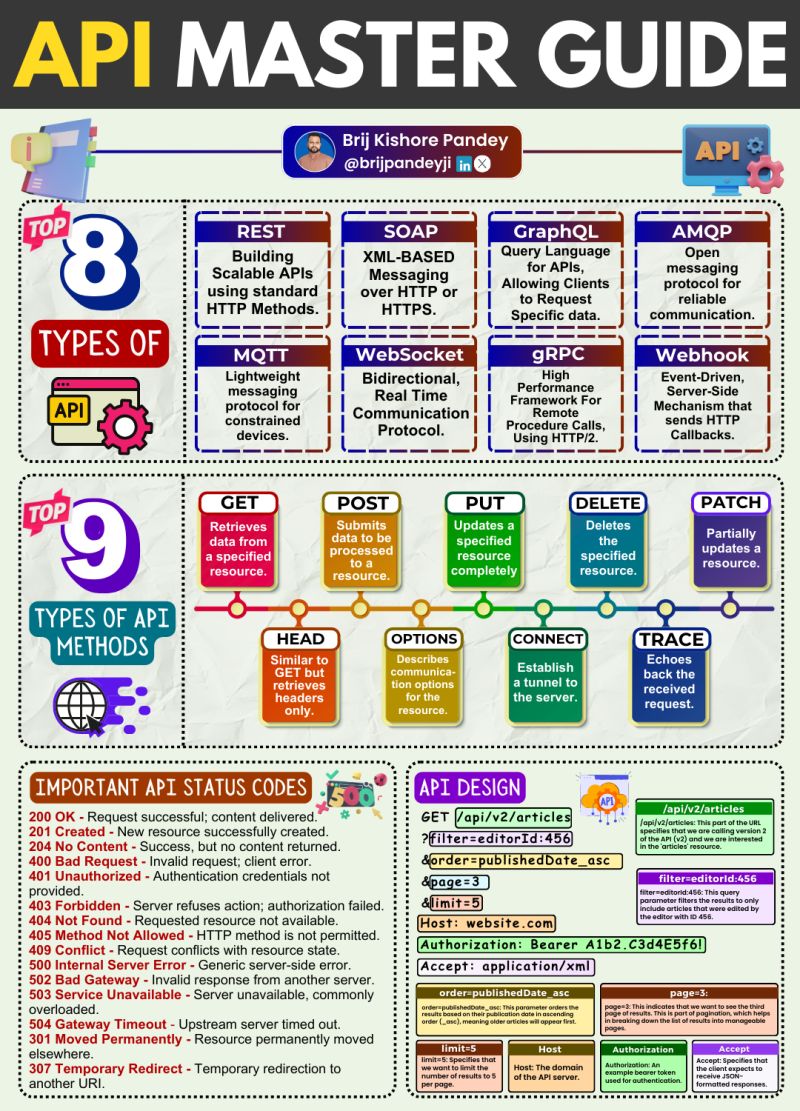 API MASTER GUIDE
Brij Kishore Pandey
@brijpandeyji in X
i
API
TOP
8
TYPES OF
API
REST
Building
Scalable APIs
using standard
HTTP Methods.
SOAP
XML-BASED
Messaging
over HTTP or
HTTPS.
GraphQL
Query Language
for APIs,
Allowing Clients
to Request
Specific data.
AMQP
Open
messaging
protocol for
reliable
communication.
MQTT
Lightweight
messaging
protocol for
constrained
devices.
WebSocket
Bidirectional,
Real Time
Communication
Protocol.
gRPC
High
Performance
Framework For
Remote
Procedure Calls,
Using HTTP/2.
Webhook
Event-Driven,
Server-Side
Mechanism that
sends HTTP
Callbacks.
TOP
9
TYPES OF API
METHODS
GET
Retrieves
data from
a specified
resource.
POST
Submits
data to be
processed
to a
resource.
PUT
Updates a
specified
resource
completely
DELETE
Deletes
the
specified
resource.
PATCH
Partially
updates a
resource.
HEAD
Similar to
GET but
retrieves
headers
only.
OPTIONS
Describes
communica-
tion options
for the
resource.
CONNECT
Establish
a tunnel to
the server.
TRACE
Echoes
back the
received
request.
IMPORTANT API STATUS CODES
500
200 OK - Request successful; content delivered.
201 Created - New resource successfully created.
204 No Content - Success, but no content returned.
400 Bad Request - Invalid request; client error.
401 Unauthorized - Authentication credentials not
provided.
403 Forbidden - Server refuses action; authorization failed.
404 Not Found - Requested resource not available.
405 Method Not Allowed - HTTP method is not permitted.
409 Conflict - Request conflicts with resource state.
500 Internal Server Error - Generic server-side error.
502 Bad Gateway - Invalid response from another server.
503 Service Unavailable - Server unavailable, commonly
overloaded.
504 Gateway Timeout - Upstream server timed out.
301 Moved Permanently - Resource permanently moved
elsewhere.
307 Temporary Redirect - Temporary redirection to
another URI.
API DESIGN
API
GET /api/v2/articles
?filter=editorId:456
&order=publishedDate_asc
&page=3
&limit=5
Host: website.com
Authorization: Bearer A1b2.C3d4E5f6!
Accept: application/xml
/api/v2/articles
/api/v2/articles: This part of the URL
specifies that we are calling version 2
of the API (v2) and we are interested
in the 'articles' resource.
filter=editorId:456
filter=editorId:456: This query
parameter filters the results to only
include articles that were edited by
the editor with ID 456.
order=publishedDate_asc
order=publishedDate_asc: This parameter orders the
results based on their publication date in ascending
order (_asc), meaning older articles will appear first.
page=3:
page=3: This indicates that we want to see the third
page of results. This is part of pagination, which helps
in breaking down the list of results into manageable
pages.
limit=5
limit=5: Specifies that
we want to limit the
number of results to 5
per page.
Host
Host: The domain
of the API server.
Authorization
Authorization: An
example bearer token
used for authentication.
Accept
Accept: Specifies that
the client expects to
receive JSON-
formatted responses.